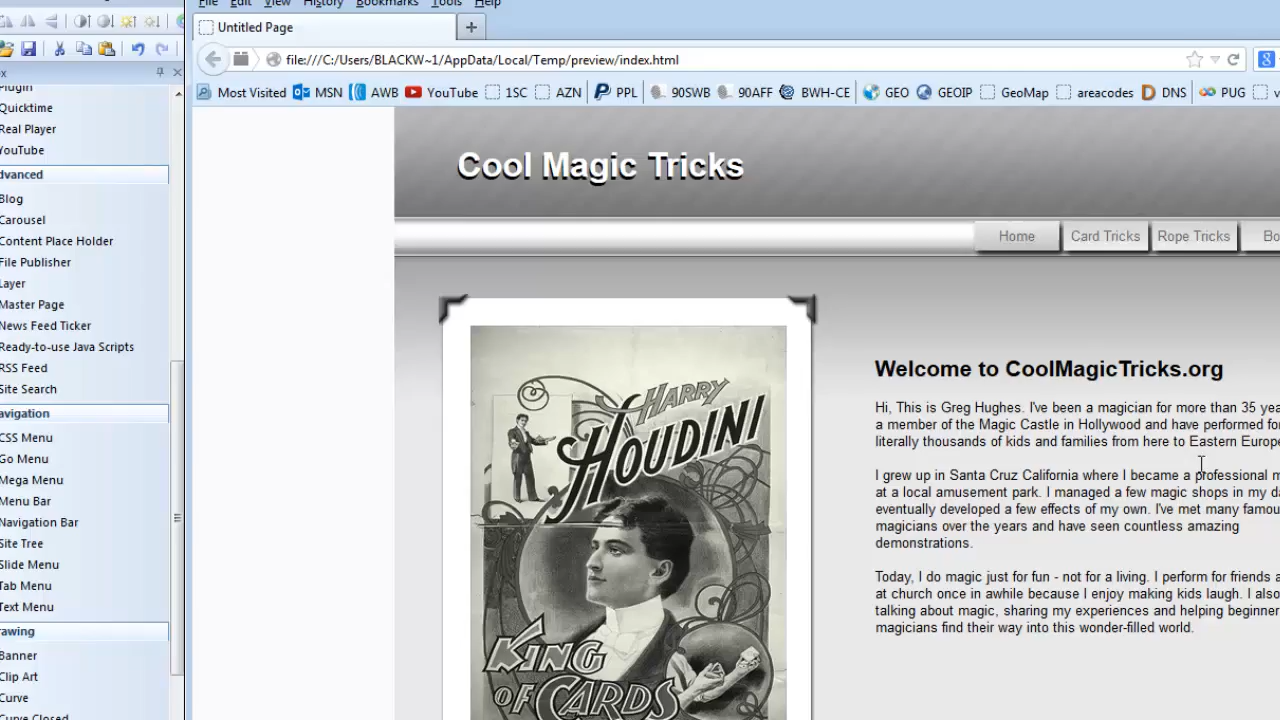 File Edit View History Bookmarks Tools Help
Untitled Page
file:///C:/Users/BLACKW~1/AppData/Local/Temp/preview/index.html
Most Visited MSN AWB YouTube 1SC AZN PPL 90SWB 90AFF BWH-CE GEO GEOIP GeoMap areacodes DNS PUG
Plugin
Quicktime
Real Player
YouTube
dvanced
Blog
Carousel
Content Place Holder
File Publisher
Layer
Master Page
News Feed Ticker
Ready-to-use Java Scripts
RSS Feed
Site Search
avigation
CSS Menu
Go Menu
Mega Menu
Menu Bar
Navigation Bar
Site Tree
Slide Menu
Tab Menu
Text Menu
rawing
Banner
Clip Art
Curve
Curve Closed
Cool Magic Tricks
Home Card Tricks Rope Tricks Bo
HARRY
HOUDINI
KING
OF CARDS
Welcome to CoolMagicTricks.org
Hi, This is Greg Hughes. I've been a magician for more than 35 yea
a member of the Magic Castle in Hollywood and have performed for
literally thousands of kids and families from here to Eastern Europe
I grew up in Santa Cruz California where I became a professional m
at a local amusement park. I managed a few magic shops in my da
eventually developed a few effects of my own. I've met many famou
magicians over the years and have seen countless amazing
demonstrations.
Today, I do magic just for fun - not for a living. I perform for friends a
at church once in awhile because I enjoy making kids laugh. I also
talking about magic, sharing my experiences and helping beginner
magicians find their way into this wonder-filled world.